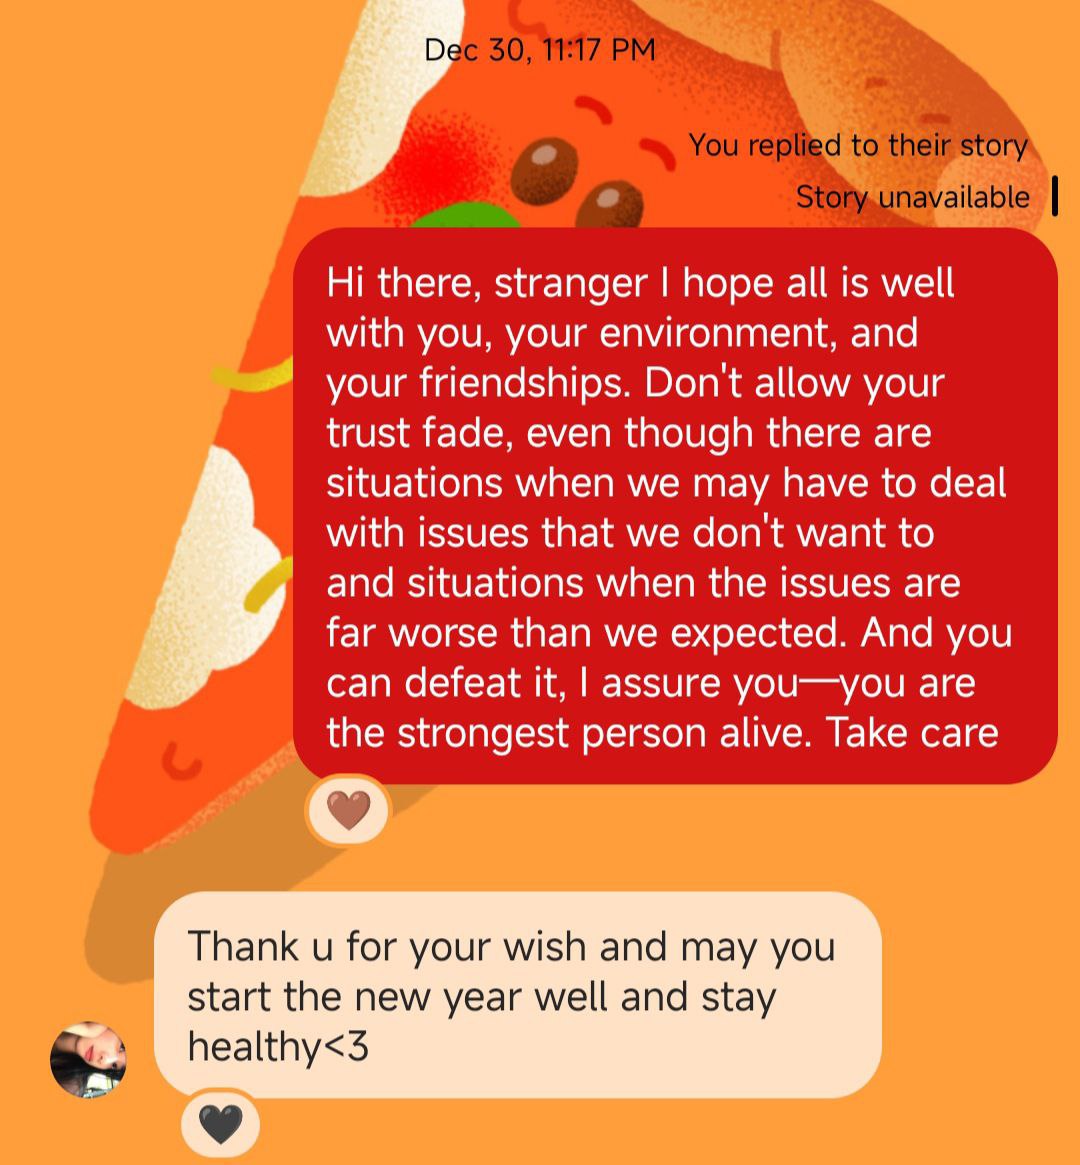 Dec 30, 11:17 PM
You replied to their story
Story unavailable
Hi there, stranger I hope all is well
with you, your environment, and
your friendships. Don't allow your
trust fade, even though there are
situations when we may have to deal
with issues that we don't want to
and situations when the issues are
far worse than we expected. And you
can defeat it, I assure you—you are
the strongest person alive. Take care
🤎
Thank u for your wish and may you
start the new year well and stay
healthy<3
🖤